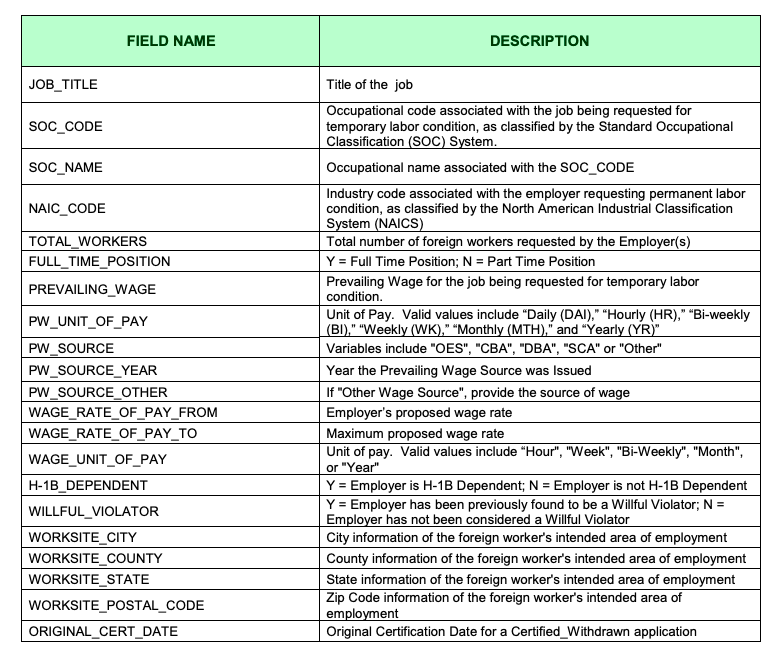 FIELD NAME DESCRIPTION
JOB_TITLE Title of the job
SOC_CODE Occupational code associated with the job being requested for
temporary labor condition, as classified by the Standard Occupational
Classification (SOC) System.
SOC_NAME Occupational name associated with the SOC_CODE
NAIC_CODE Industry code associated with the employer requesting permanent labor
condition, as classified by the North American Industrial Classification
System (NAICS)
TOTAL_WORKERS Total number of foreign workers requested by the Employer(s)
FULL_TIME_POSITION Y = Full Time Position; N = Part Time Position
PREVAILING_WAGE Prevailing Wage for the job being requested for temporary labor
condition.
PW_UNIT_OF_PAY Unit of Pay. Valid values include “Daily (DAI),” “Hourly (HR),” “Bi-weekly
(BI),” “Weekly (WK),” “Monthly (MTH),” and “Yearly (YR)”
PW_SOURCE Variables include "OES", "CBA", "DBA", "SCA" or "Other"
PW_SOURCE_YEAR Year the Prevailing Wage Source was Issued
PW_SOURCE_OTHER If "Other Wage Source", provide the source of wage
WAGE_RATE_OF_PAY_FROM Employer’s proposed wage rate
WAGE_RATE_OF_PAY_TO Maximum proposed wage rate
WAGE_UNIT_OF_PAY Unit of pay. Valid values include “Hour", "Week", "Bi-Weekly", "Month",
or "Year"
H-1B_DEPENDENT Y = Employer is H-1B Dependent; N = Employer is not H-1B Dependent
WILLFUL_VIOLATOR Y = Employer has been previously found to be a Willful Violator; N =
Employer has not been considered a Willful Violator
WORKSITE_CITY City information of the foreign worker's intended area of employment
WORKSITE_COUNTY County information of the foreign worker's intended area of employment
WORKSITE_STATE State information of the foreign worker's intended area of employment
WORKSITE_POSTAL_CODE Zip Code information of the foreign worker's intended area of
employment
ORIGINAL_CERT_DATE Original Certification Date for a Certified_Withdrawn application